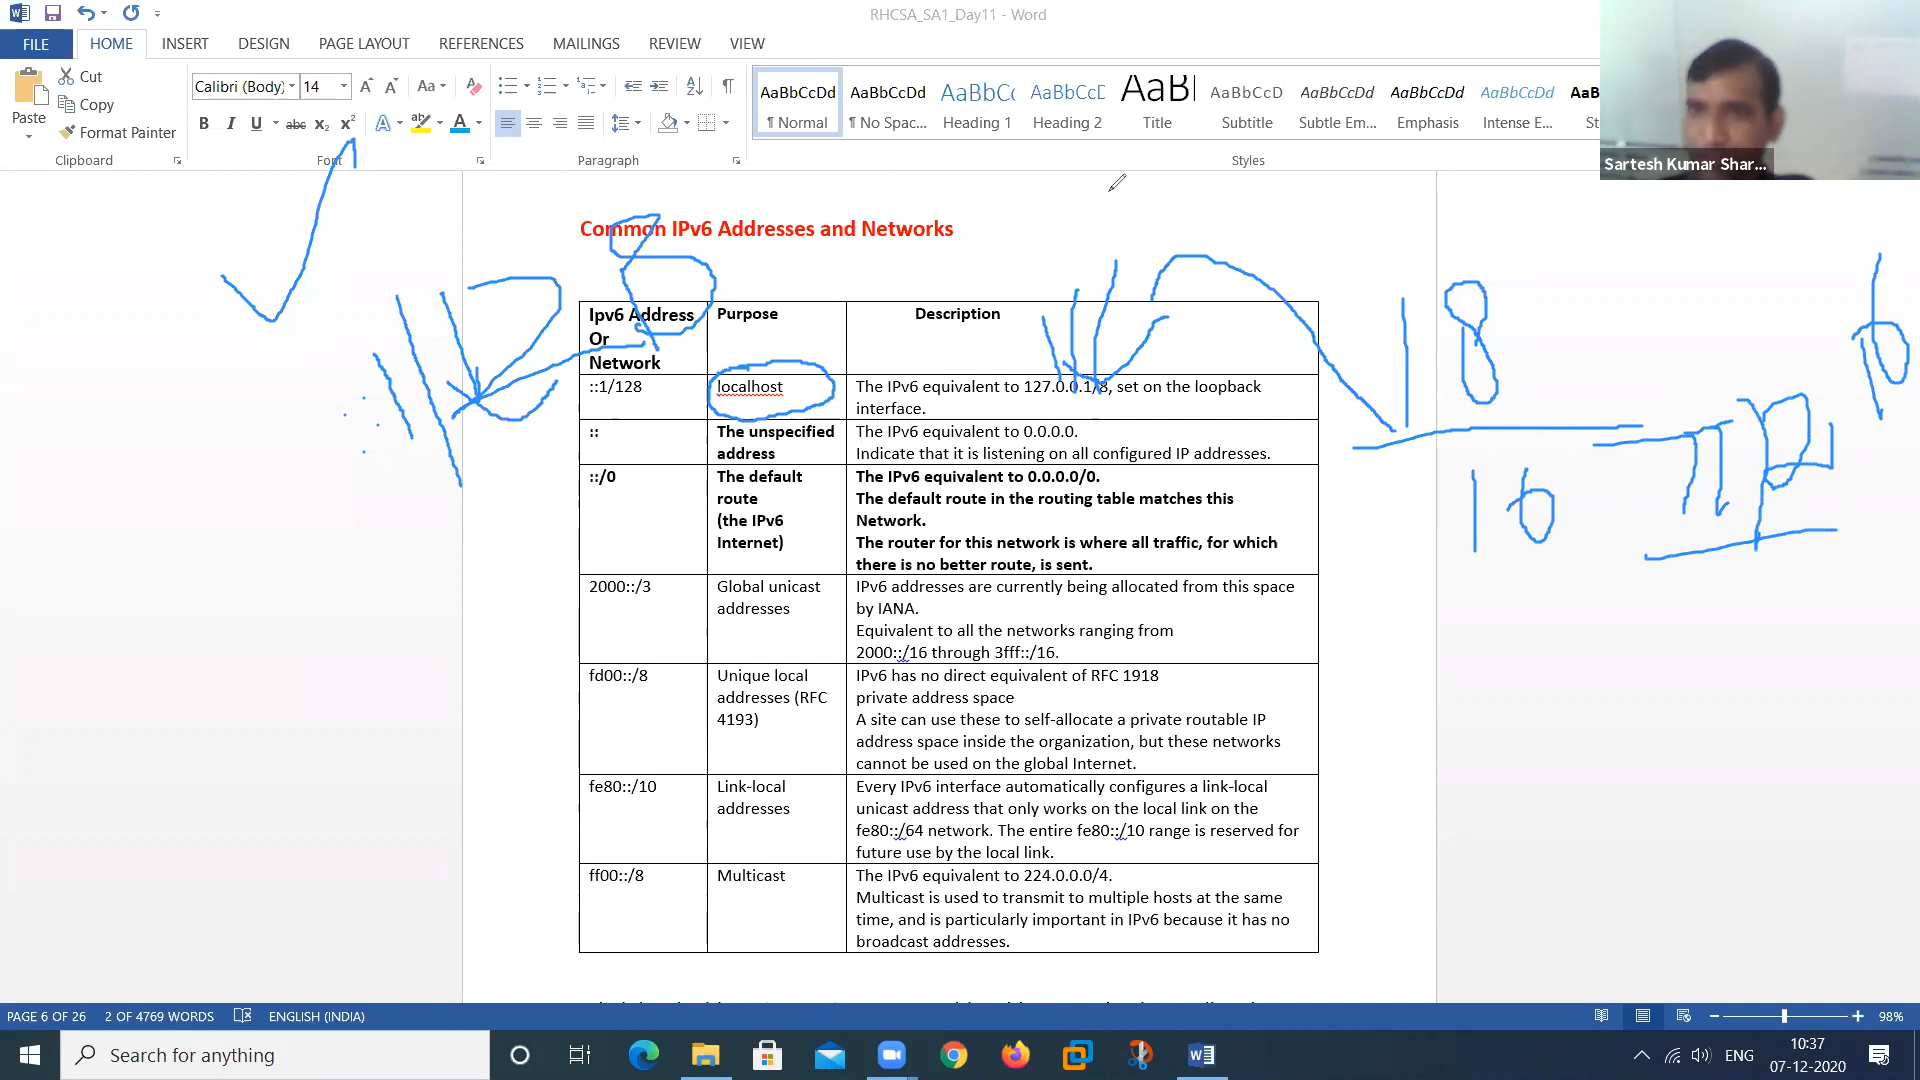 RHCSA_SA1_Day11 - Word
FILE HOME INSERT DESIGN PAGE LAYOUT REFERENCES MAILINGS REVIEW VIEW
Paste
Cut
Copy
Format Painter
Clipboard
Calibri (Body) 14
Font
Paragraph
AaBbCcDd AaBbCcDd AaBbCc AaBbCcD AaBl AaBbCcD AaBbCcDd AaBbCcDd AaBbCcDd AaBb
¶ Normal ¶ No Spac... Heading 1 Heading 2 Title Subtitle Subtle Em... Emphasis Intense E... St
Styles
Sartesh Kumar Shar...
Common IPv6 Addresses and Networks
Ipv6 Address
Or
Network
Purpose
Description
::1/128
localhost
The IPv6 equivalent to 127.0.0.1/8, set on the loopback
interface.
::
The unspecified
address
The IPv6 equivalent to 0.0.0.0.
Indicate that it is listening on all configured IP addresses.
::/0
The default
route
(the IPv6
Internet)
The IPv6 equivalent to 0.0.0.0/0.
The default route in the routing table matches this
Network.
The router for this network is where all traffic, for which
there is no better route, is sent.
2000::/3
Global unicast
addresses
IPv6 addresses are currently being allocated from this space
by IANA.
Equivalent to all the networks ranging from
2000::/16 through 3fff::/16.
fd00::/8
Unique local
addresses (RFC
4193)
IPv6 has no direct equivalent of RFC 1918
private address space
A site can use these to self-allocate a private routable IP
address space inside the organization, but these networks
cannot be used on the global Internet.
fe80::/10
Link-local
addresses
Every IPv6 interface automatically configures a link-local
unicast address that only works on the local link on the
fe80::/64 network. The entire fe80::/10 range is reserved for
future use by the local link.
ff00::/8
Multicast
The IPv6 equivalent to 224.0.0.0/4.
Multicast is used to transmit to multiple hosts at the same
time, and is particularly important in IPv6 because it has no
broadcast addresses.
18
16
PAGE 6 OF 26 2 OF 4769 WORDS ENGLISH (INDIA)
98%
Search for anything
ENG
10:37
07-12-2020